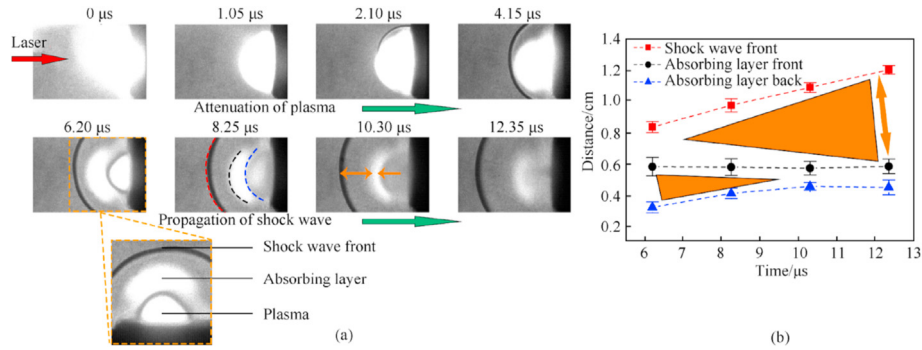 0 μs
1.05 μs
2.10 μs
4.15 μs
Laser
Attenuation of plasma
6.20 μs
8.25 μs
10.30 μs
12.35 μs
Propagation of shock wave
Shock wave front
Absorbing layer
Plasma
(a)
1.4
1.2
1.0
0.8
0.6
0.4
0.2
Distance/cm
Shock wave front
Absorbing layer front
Absorbing layer back
6 7 8 9 10 11 12 13
Time/μs
(b)